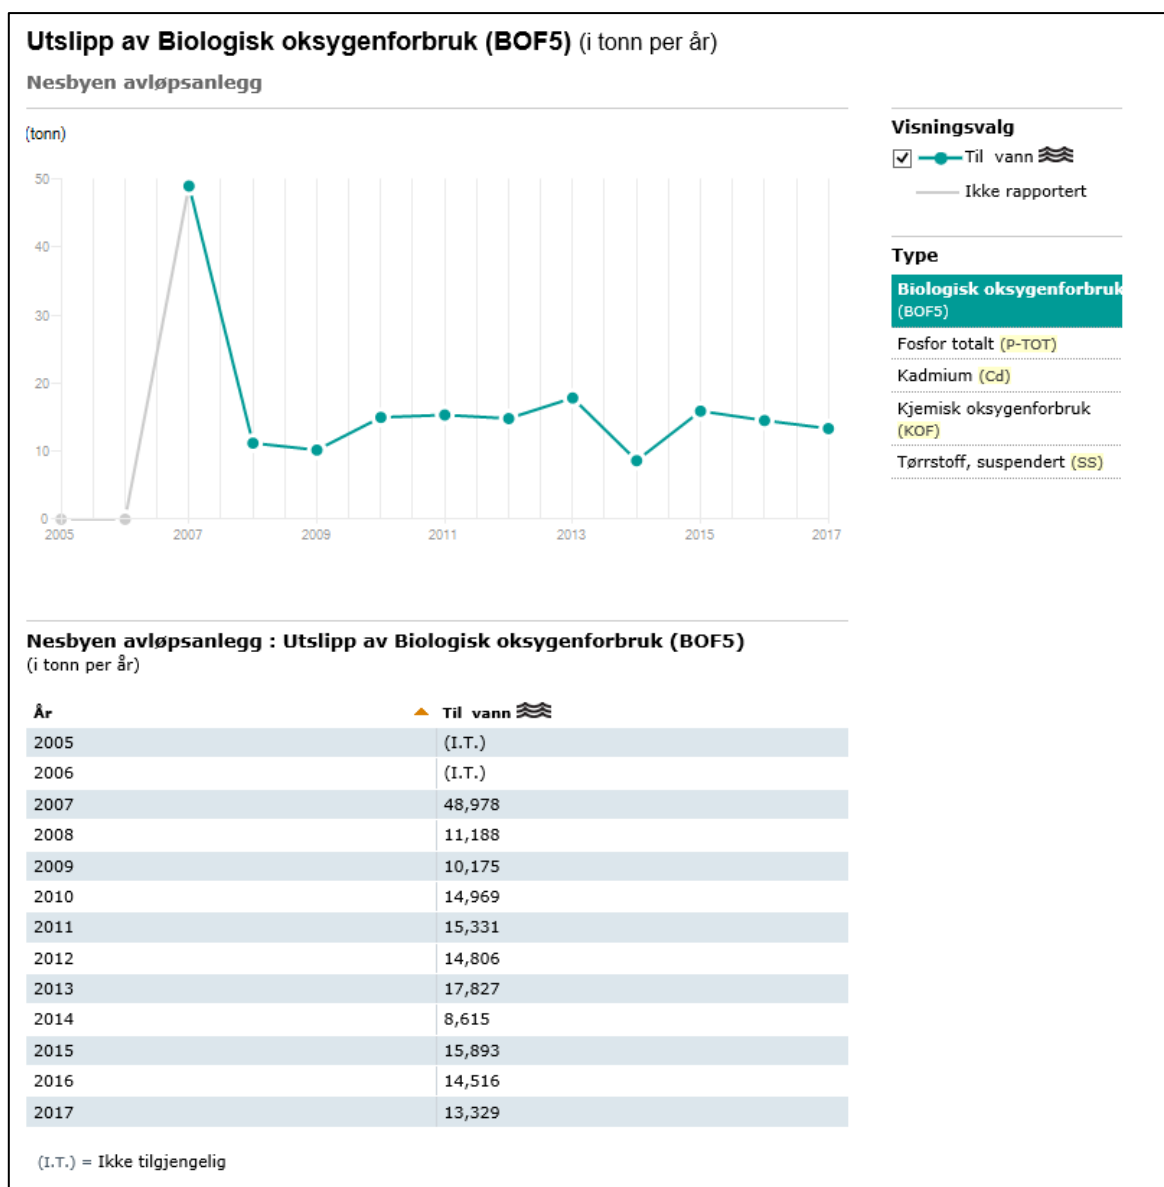 Utslipp av Biologisk oksygenforbruk (BOF5) (i tonn per år)
Nesbyen avløpsanlegg
(tonn)
50
40
30
20
10
0
2005 2007 2009 2011 2013 2015 2017
Visningsvalg
Til vann
Ikke rapportert
Type
Biologisk oksygenforbruk
(BOF5)
Fosfor totalt (P-TOT)
Kadmium (Cd)
Kjemisk oksygenforbruk
(KOF)
Tørrstoff, suspendert (SS)
Nesbyen avløpsanlegg : Utslipp av Biologisk oksygenforbruk (BOF5)
(i tonn per år)
År Til vann
2005 (I.T.)
2006 (I.T.)
2007 48,978
2008 11,188
2009 10,175
2010 14,969
2011 15,331
2012 14,806
2013 17,827
2014 8,615
2015 15,893
2016 14,516
2017 13,329
(I.T.) = Ikke tilgjengelig